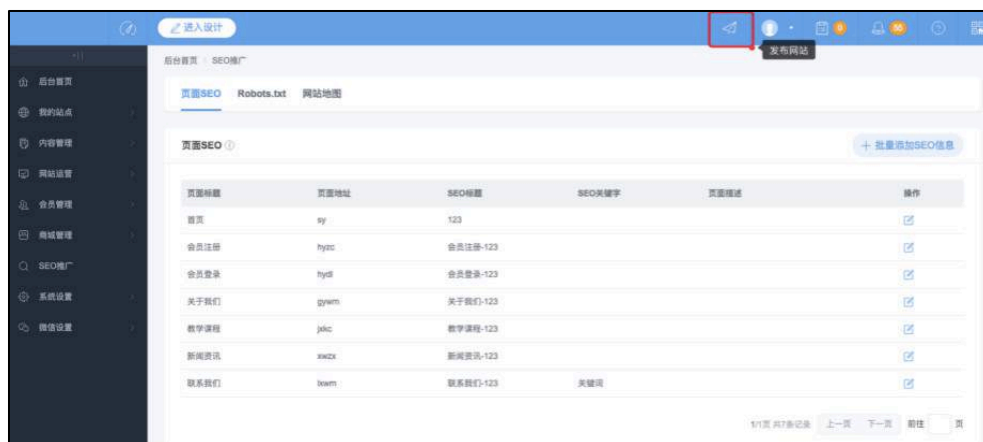 进入设计
发布网站
后台首页
我的站点
内容管理
网站运营
会员管理
商城管理
SEO推广
系统设置
微信设置
后台首页 SEO推广
页面SEO Robots.txt 网站地图
页面SEO
+ 批量添加SEO信息
页面标题 页面地址 SEO标题 SEO关键字 页面描述 操作
首页 sy 123
会员注册 hyzc 会员注册-123
会员登录 hydl 会员登录-123
关于我们 gywm 关于我们-123
教学课程 jxkc 教学课程-123
新闻资讯 xwzx 新闻资讯-123
联系我们 lxwm 联系我们-123 关键词
1/1页 共7条记录 上一页 下一页 前往 页